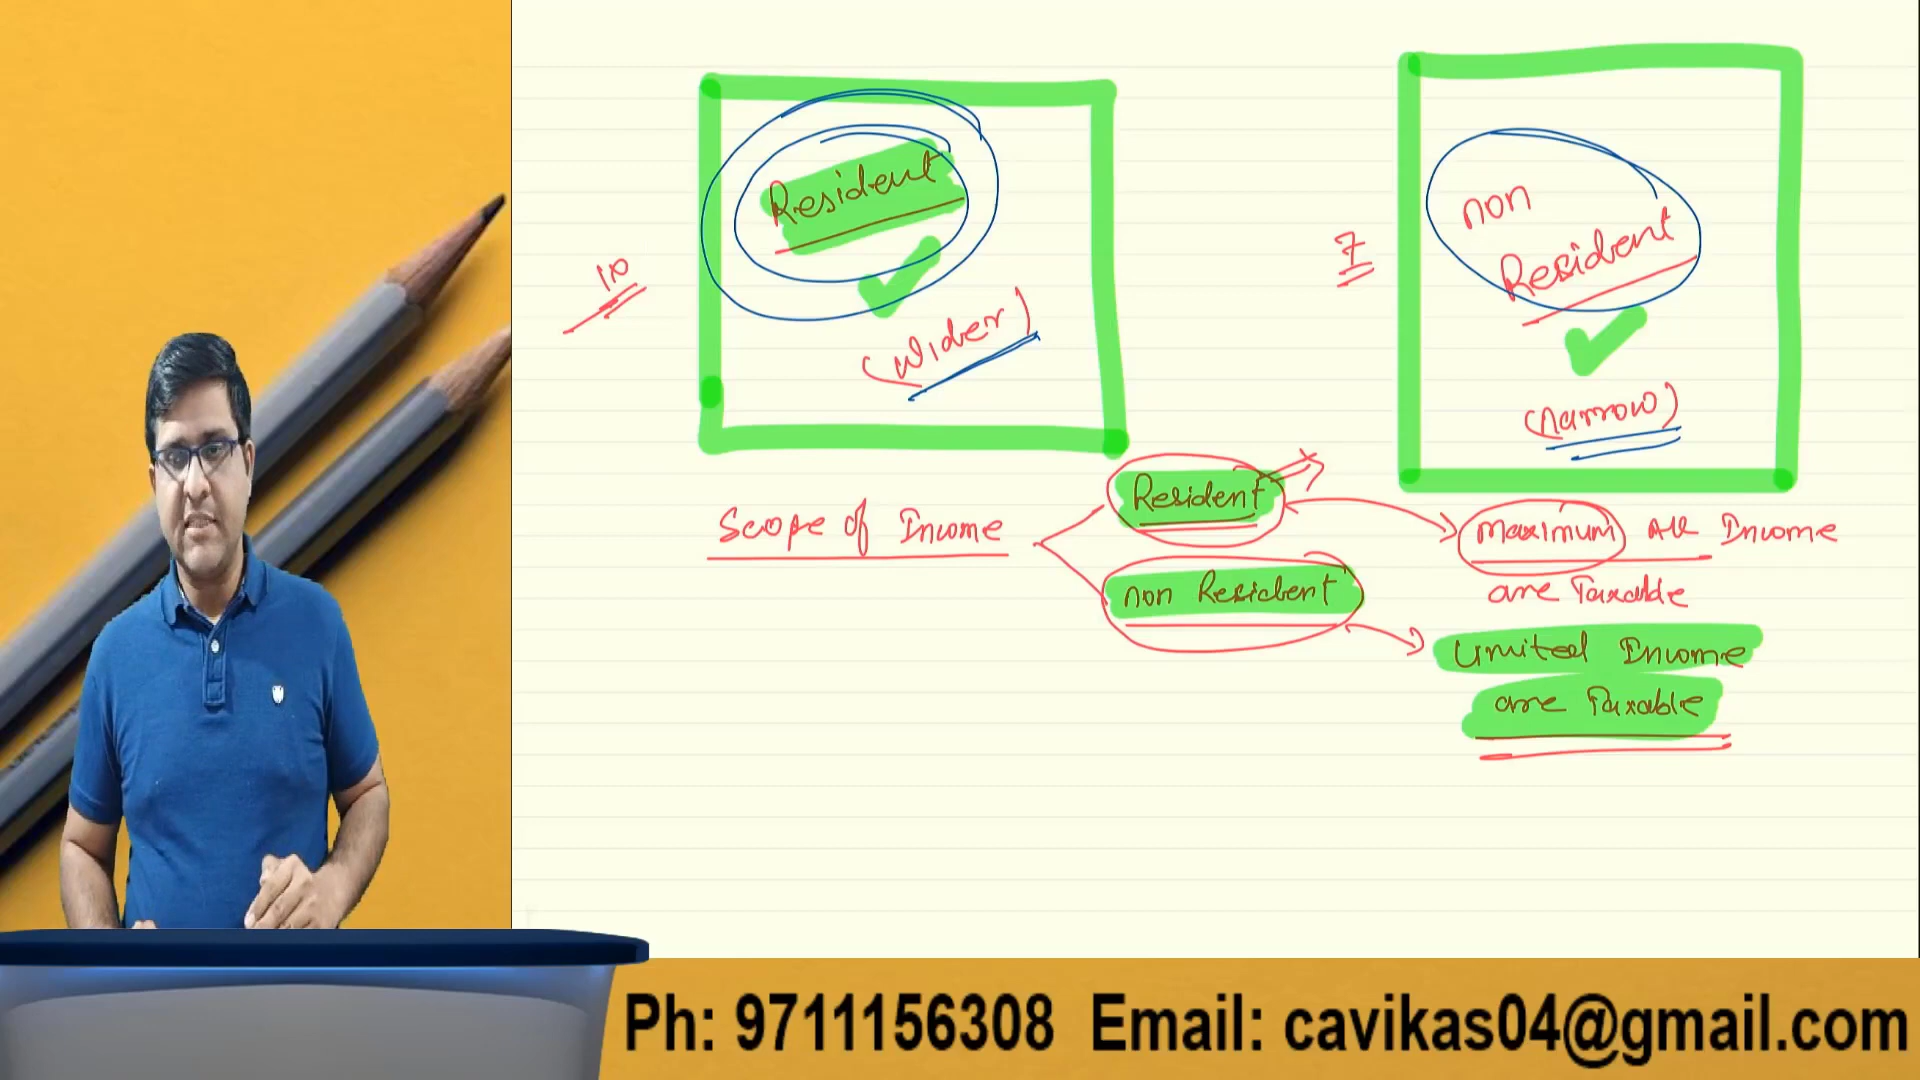 Resident
10
(Wider)
non
Resident
7
(narrow)
Scope of Income
Resident
non Resident
Maximum All Income
are Taxable
Limited Income
are Taxable
Ph: 9711156308 Email: cavikas04@gmail.com